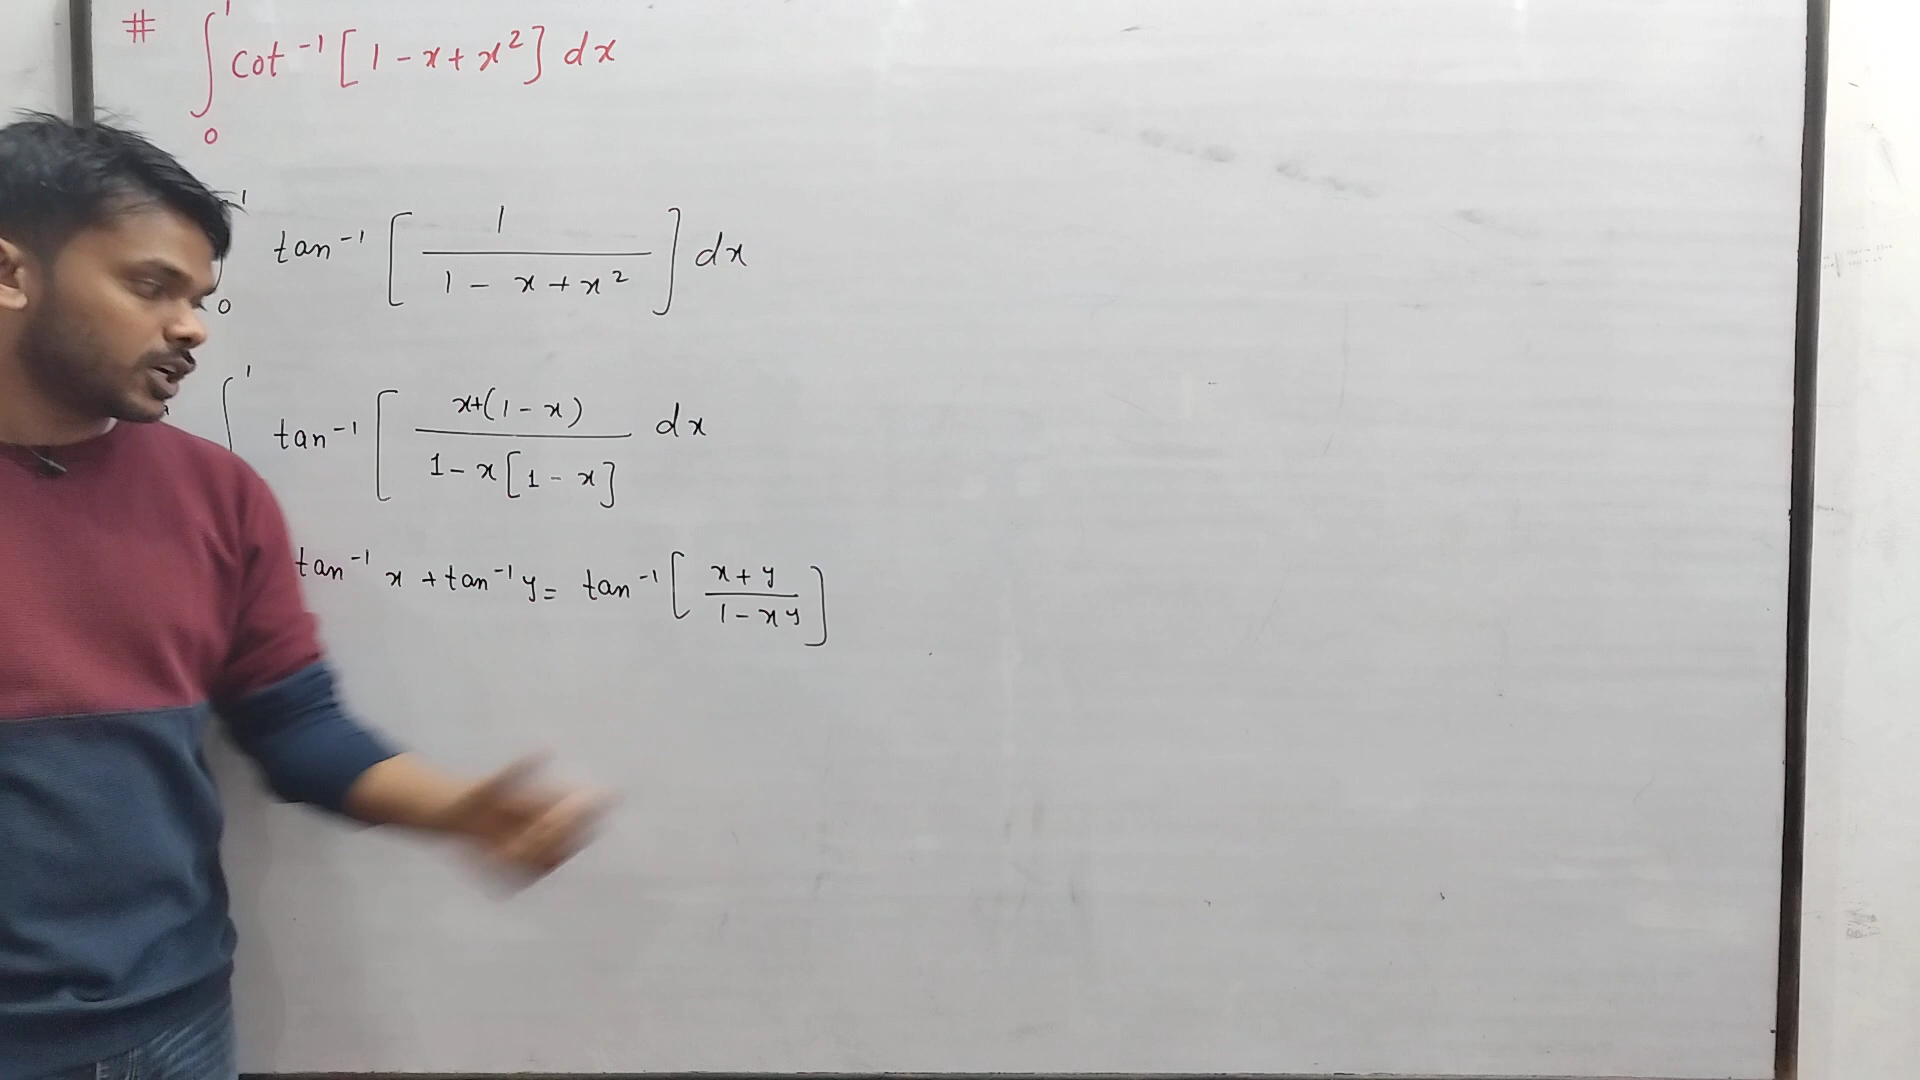 # ∫₀¹ cot⁻¹ [1 - x + x²] dx
∫₀¹ tan⁻¹ [ 1 / 1 - x + x² ] dx
∫¹ tan⁻¹ [ x+(1-x) / 1 - x[1 - x] dx
tan⁻¹ x + tan⁻¹ y = tan⁻¹ [ x + y / 1 - xy ]